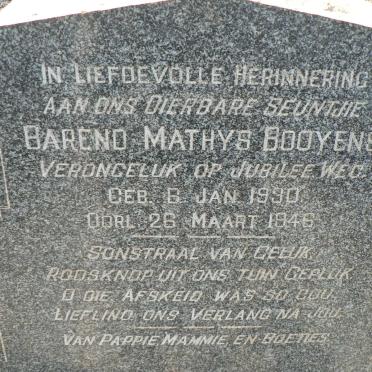 IN LIEFDEVOLLE HERINNERING
AAN ONS DIERBARE SEUNTJIE
BAREND MATHYS BOOYENS
VERONGELUK OP JUBILEE WEG.
GEB. 6 JAN 1930
OORL. 26 MAART 1946
SONSTRAAL VAN GELUK,
ROOSKNOP UIT ONS TUIN GEPLUK
O DIE AFSKEID WAS SO GOU,
LIEFLING ONS VERLANG NA JOU.
VAN PAPPIE, MAMMIE, EN BOETIES.